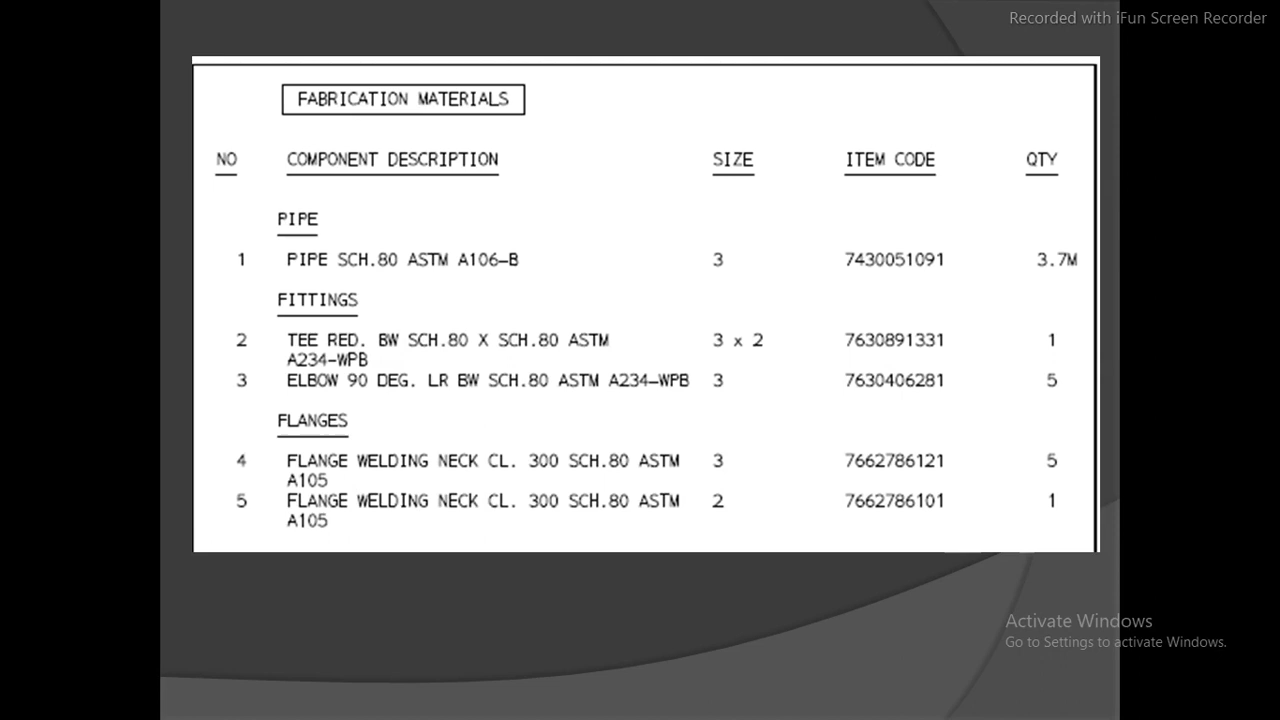 Recorded with iFun Screen Recorder
FABRICATION MATERIALS
NO COMPONENT DESCRIPTION SIZE ITEM CODE QTY
PIPE
1 PIPE SCH.80 ASTM A106-B 3 7430051091 3.7M
FITTINGS
2 TEE RED. BW SCH.80 X SCH.80 ASTM 3 x 2 7630891331 1
A234-WPB
3 ELBOW 90 DEG. LR BW SCH.80 ASTM A234-WPB 3 7630406281 5
FLANGES
4 FLANGE WELDING NECK CL. 300 SCH.80 ASTM 3 7662786121 5
A105
5 FLANGE WELDING NECK CL. 300 SCH.80 ASTM 2 7662786101 1
A105
Activate Windows
Go to Settings to activate Windows.